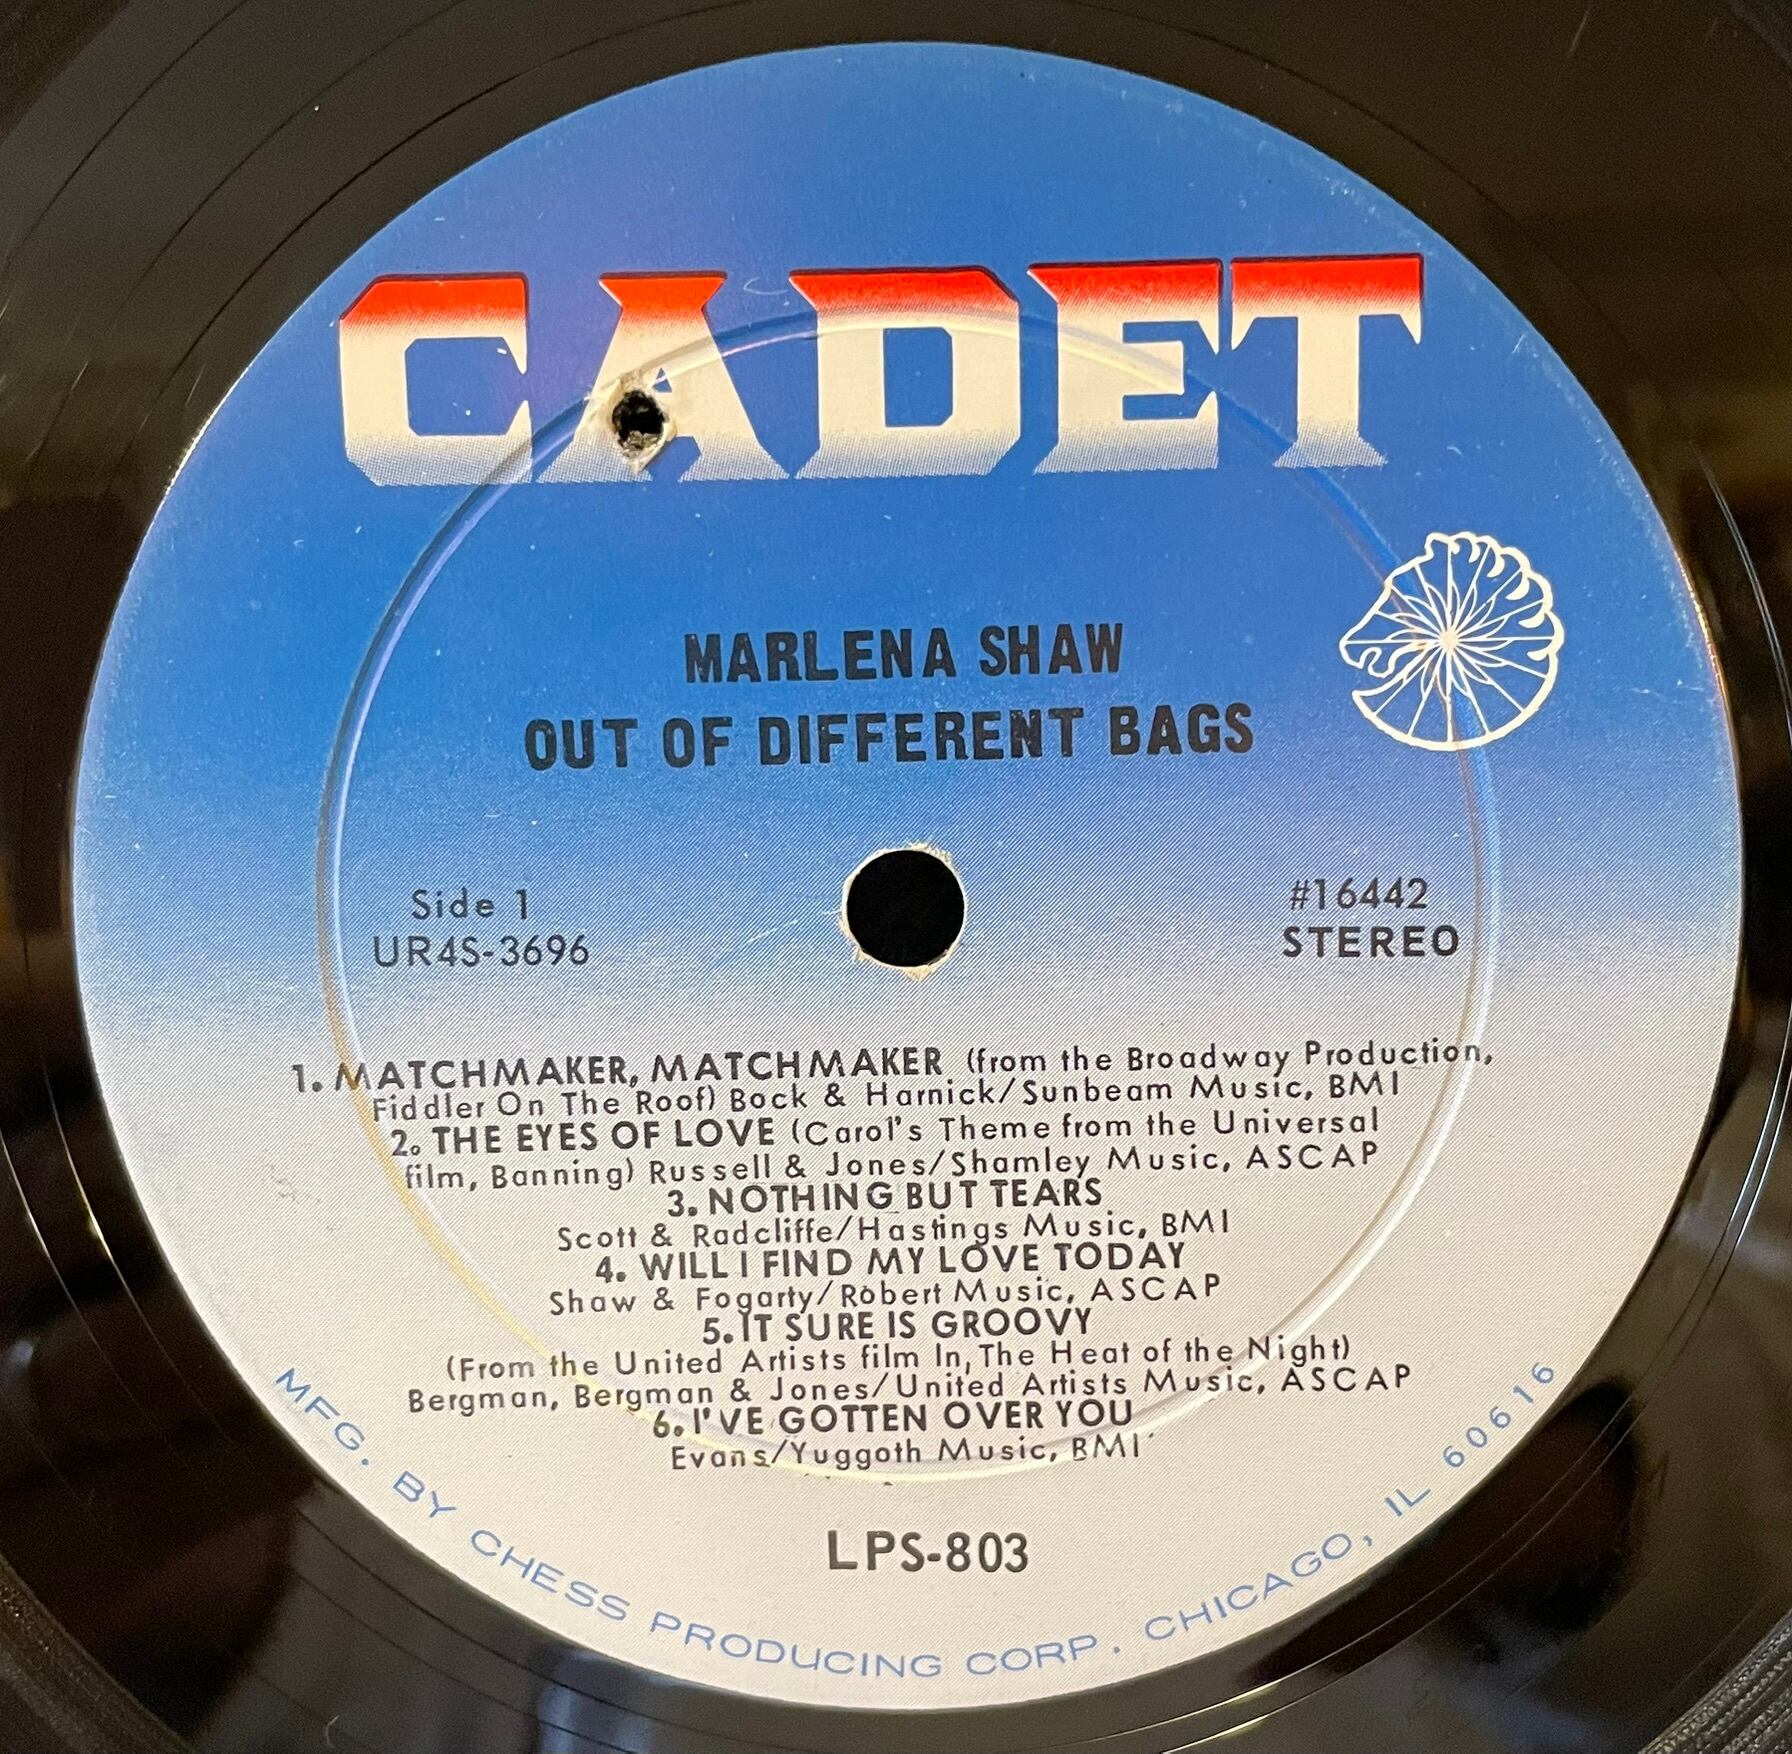 CADET
MARLENA SHAW
OUT OF DIFFERENT BAGS
Side 1
UR4S-3696
#16442
STEREO
1. MATCHMAKER, MATCHMAKER (from the Broadway Production,
Fiddler On The Roof) Bock & Harnick/Sunbeam Music, BMI
2. THE EYES OF LOVE (Carol's Theme from the Universal
film, Banning) Russell & Jones/Shamley Music, ASCAP
3. NOTHING BUT TEARS
Scott & Radcliffe/Hastings Music, BMI
4. WILL I FIND MY LOVE TODAY
Shaw & Fogarty/Robert Music, ASCAP
5. IT SURE IS GROOVY
(From the United Artists film In, The Heat of the Night)
Bergman, Bergman & Jones/United Artists Music, ASCAP
6. I'VE GOTTEN OVER YOU
Evans/Yuggoth Music, BMI
LPS-803
MFG. BY CHESS PRODUCING CORP. CHICAGO, IL 60616